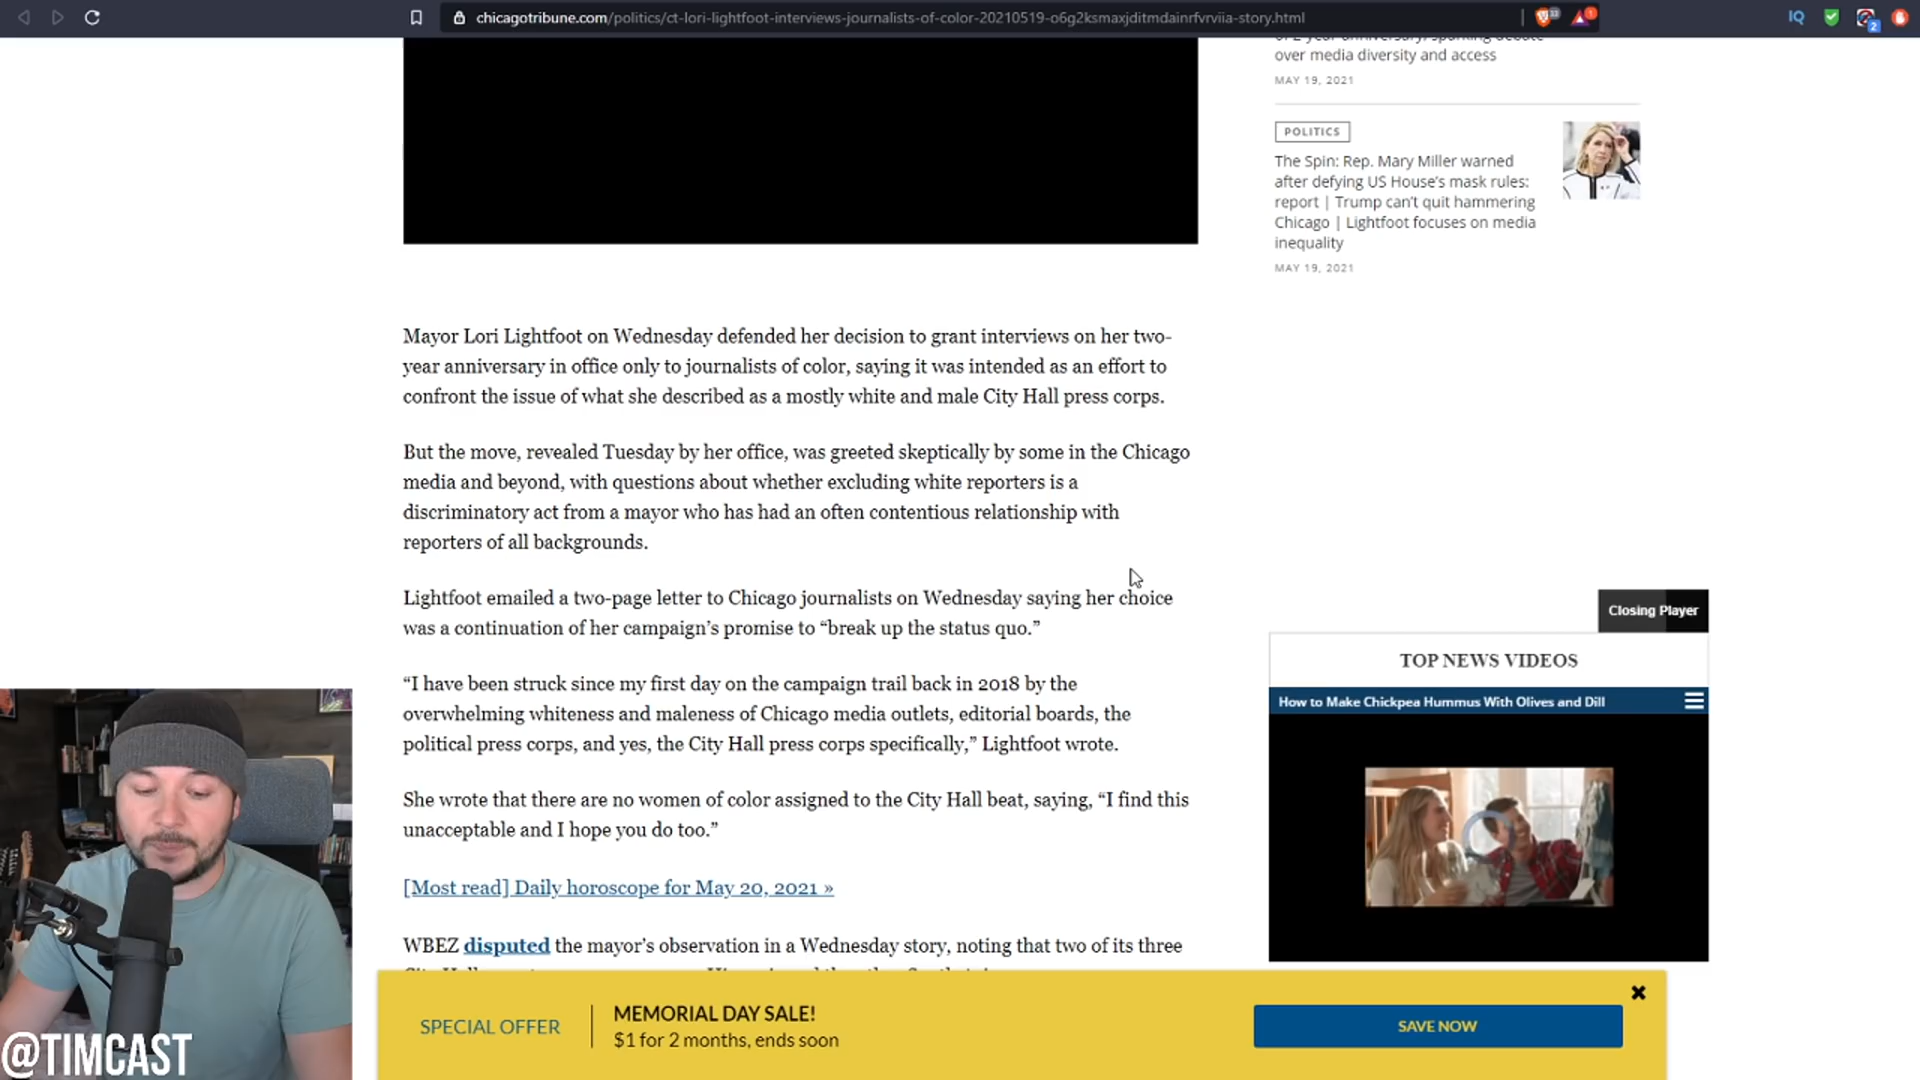 chicagotribune.com/politics/ct-lori-lightfoot-interviews-journalists-of-color-20210519-o6g2ksmaxjditmdainrfvrviia-story.html
IQ
2
over media diversity and access
MAY 19, 2021
POLITICS
The Spin: Rep. Mary Miller warned
after defying US House's mask rules:
report | Trump can't quit hammering
Chicago | Lightfoot focuses on media
inequality
MAY 19, 2021
Mayor Lori Lightfoot on Wednesday defended her decision to grant interviews on her two-
year anniversary in office only to journalists of color, saying it was intended as an effort to
confront the issue of what she described as a mostly white and male City Hall press corps.
But the move, revealed Tuesday by her office, was greeted skeptically by some in the Chicago
media and beyond, with questions about whether excluding white reporters is a
discriminatory act from a mayor who has had an often contentious relationship with
reporters of all backgrounds.
Lightfoot emailed a two-page letter to Chicago journalists on Wednesday saying her choice
was a continuation of her campaign's promise to “break up the status quo.”
“I have been struck since my first day on the campaign trail back in 2018 by the
overwhelming whiteness and maleness of Chicago media outlets, editorial boards, the
political press corps, and yes, the City Hall press corps specifically,” Lightfoot wrote.
She wrote that there are no women of color assigned to the City Hall beat, saying, “I find this
unacceptable and I hope you do too.”
[Most read] Daily horoscope for May 20, 2021 »
WBEZ disputed the mayor's observation in a Wednesday story, noting that two of its three
Closing Player
TOP NEWS VIDEOS
How to Make Chickpea Hummus With Olives and Dill
SPECIAL OFFER
MEMORIAL DAY SALE!
$1 for 2 months, ends soon
SAVE NOW
@TIMCAST